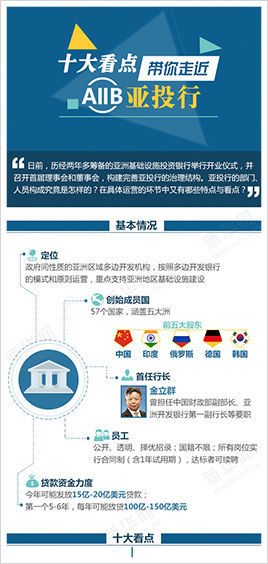 十大看点
带你走近
AIIB 亚投行
日前，历经两年多筹备的亚洲基础设施投资银行举行开业仪式，并
召开首届理事会和董事会，构建完善亚投行的治理结构。亚投行的部门、
人员构成究竟是怎样的？在具体运营的环节中又有哪些特点与看点？
基本情况
定位
政府间性质的亚洲区域多边开发机构，按照多边开发银行
的模式和原则运营，重点支持亚洲地区基础设施建设
创始成员国
57个国家，涵盖五大洲
前五大股东
中国 印度 俄罗斯 德国 韩国
首任行长
金立群
曾担任中国财政部副部长、亚
洲开发银行第一副行长等要职
员工
公开、透明、择优招录；国籍不限；所有岗位实
行合同制（含1年试用期），达标者可续聘
贷款资金力度
今年可能发放15亿-20亿美元贷款；
第一个5-6年，每年可能放贷100亿-150亿美元
十大看点